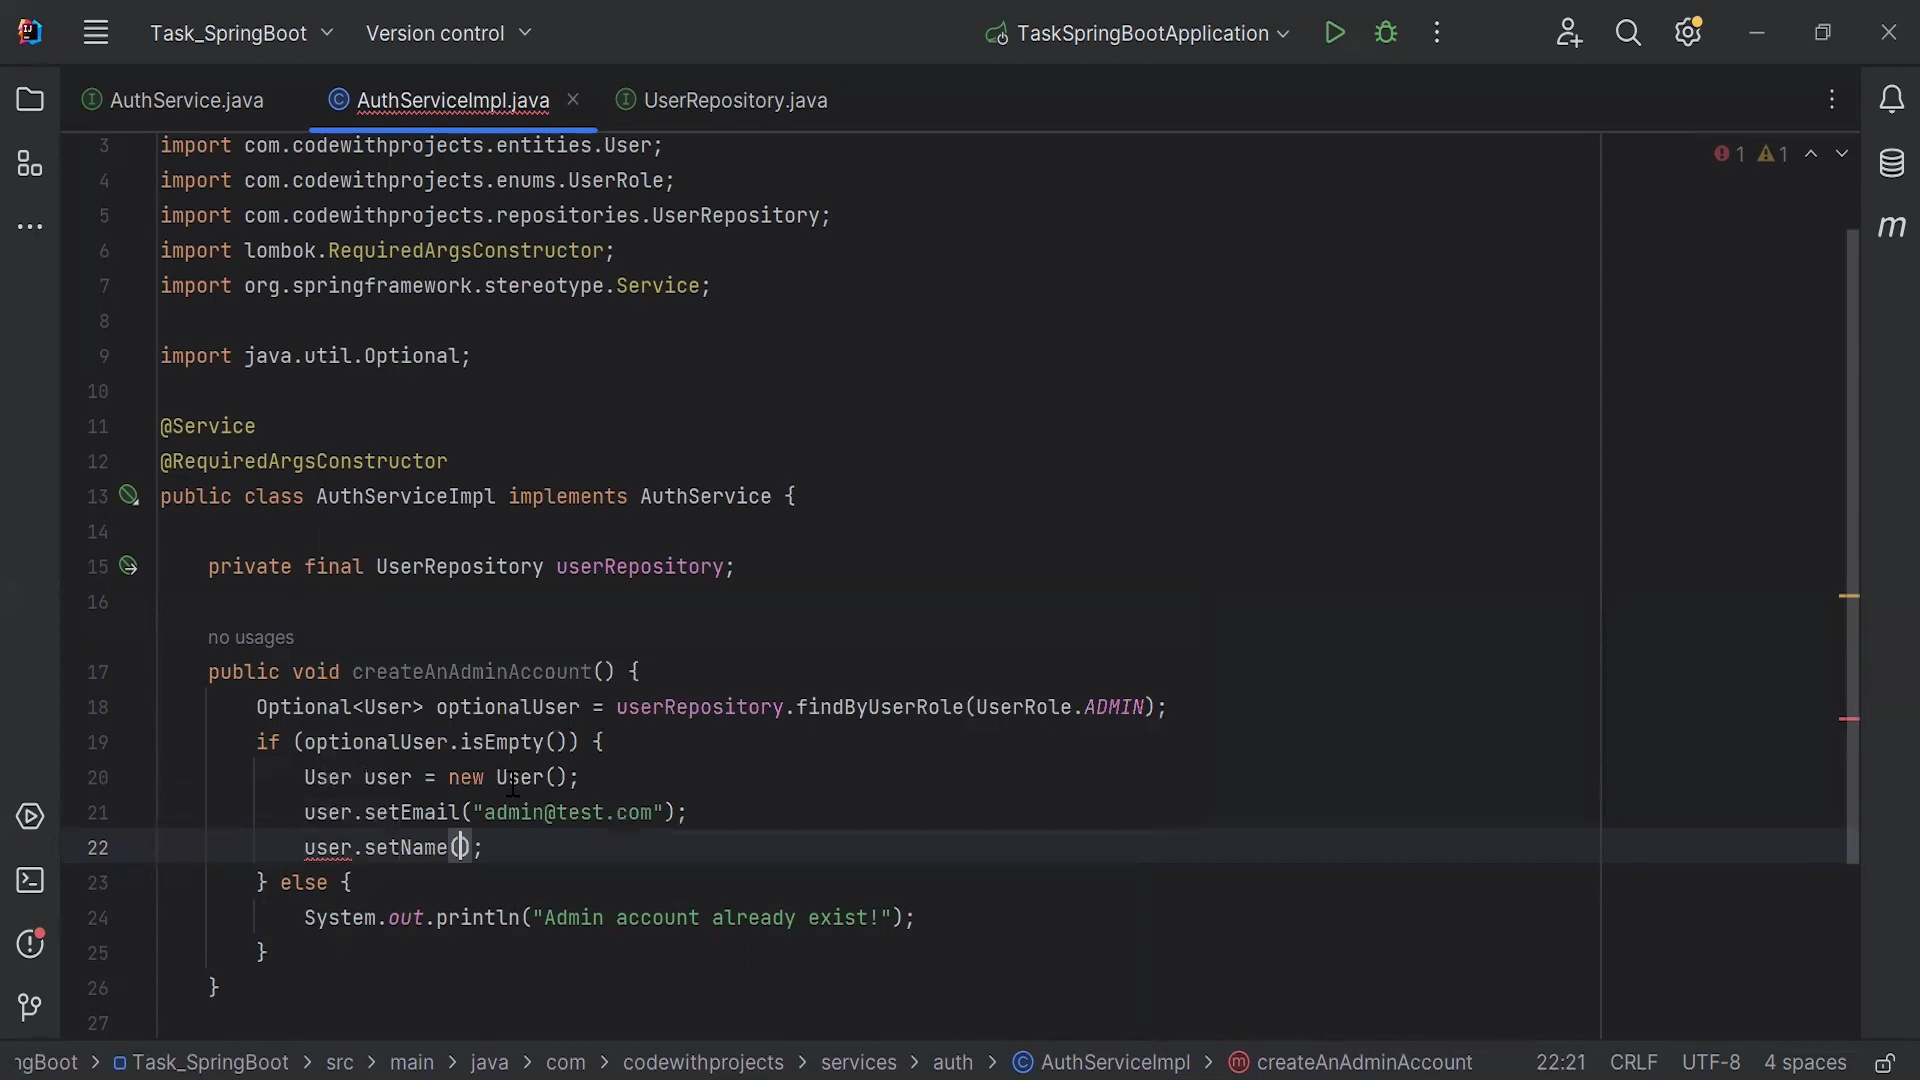 Task_SpringBoot Version control TaskSpringBootApplication
AuthService.java AuthServiceImpl.java UserRepository.java
3 import com.codewithprojects.entities.User; 1 1
4 import com.codewithprojects.enums.UserRole;
5 import com.codewithprojects.repositories.UserRepository;
6 import lombok.RequiredArgsConstructor;
7 import org.springframework.stereotype.Service;
8
9 import java.util.Optional;
10
11 @Service
12 @RequiredArgsConstructor
13 public class AuthServiceImpl implements AuthService {
14
15 private final UserRepository userRepository;
16
no usages
17 public void createAnAdminAccount() {
18 Optional<User> optionalUser = userRepository.findByUserRole(UserRole.ADMIN);
19 if (optionalUser.isEmpty()) {
20 User user = new User();
21 user.setEmail("admin@test.com");
22 user.setName();
23 } else {
24 System.out.println("Admin account already exist!");
25 }
26 }
27
ngBoot > Task_SpringBoot > src > main > java > com > codewithprojects > services > auth > AuthServiceImpl > createAnAdminAccount 22:21 CRLF UTF-8 4 spaces